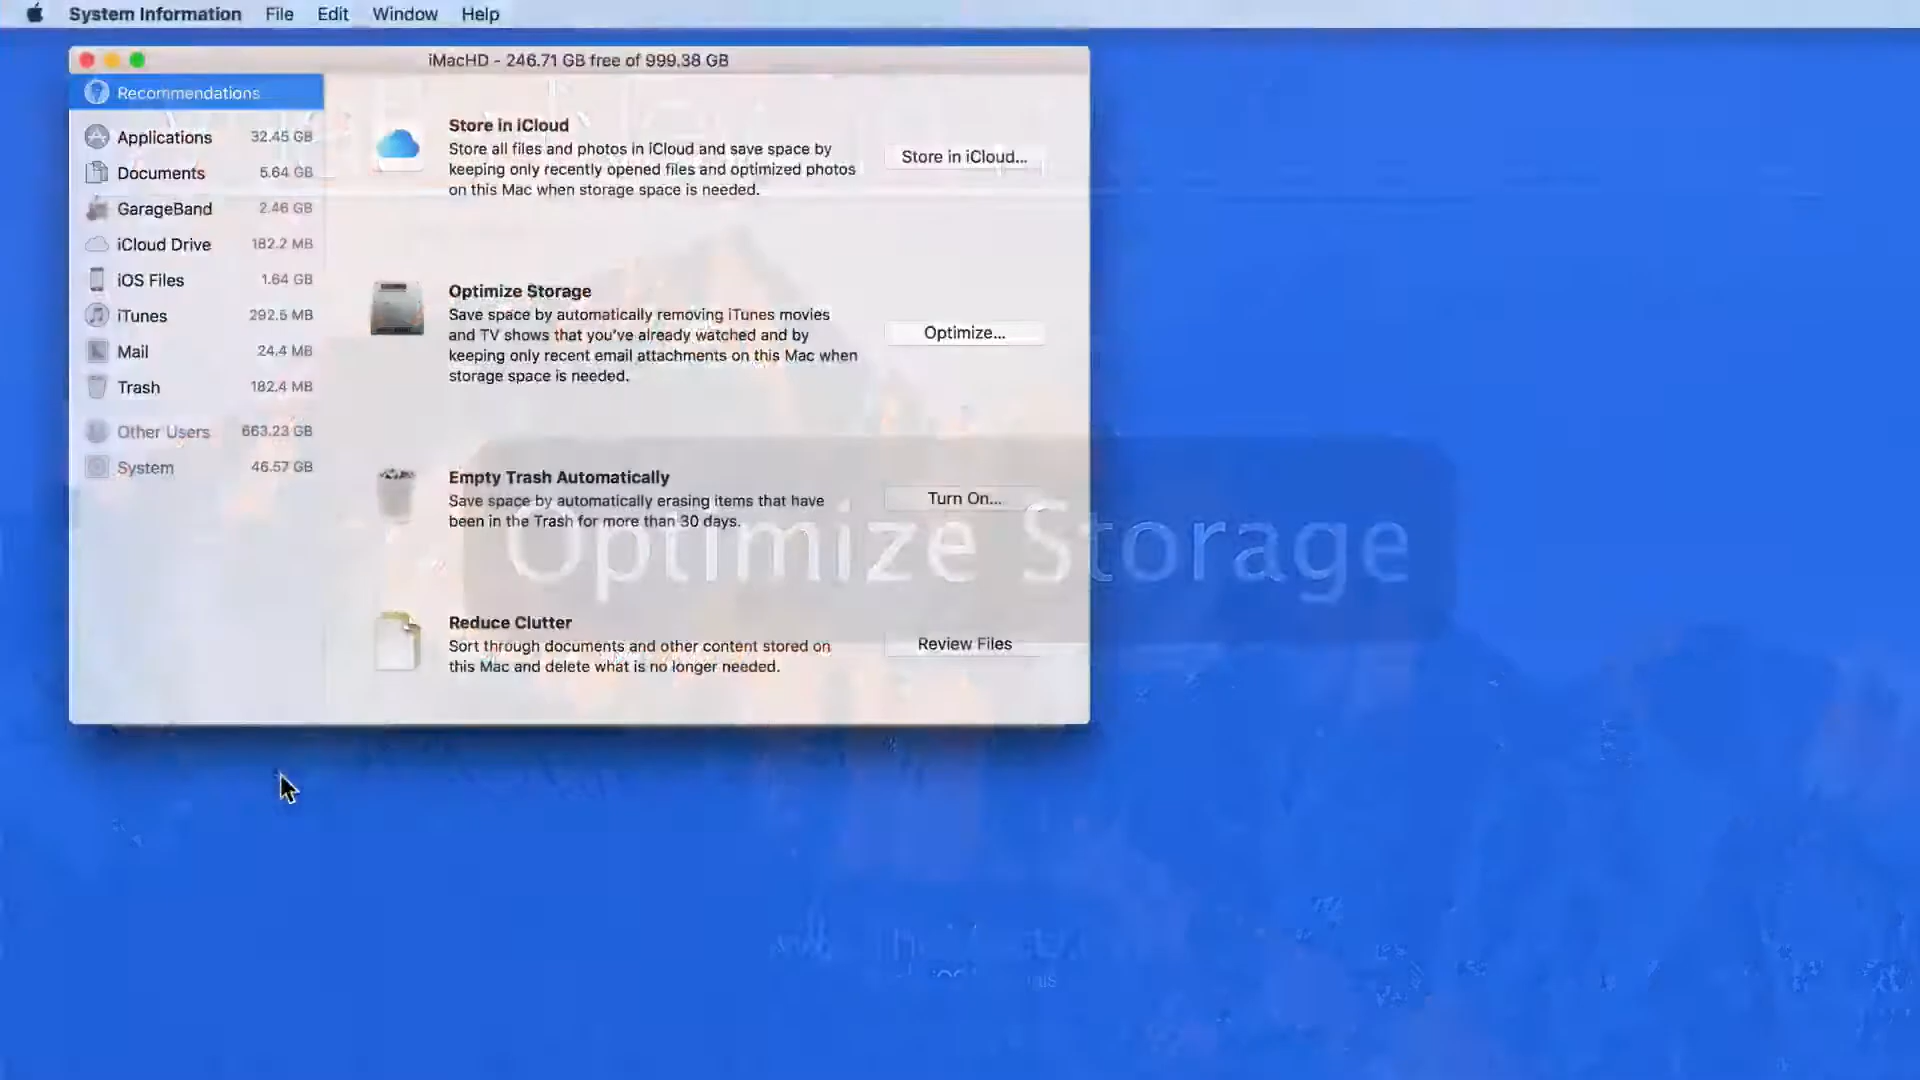 System Information File Edit Window Help
iMacHD - 246.71 GB free of 999.38 GB
Recommendations
Applications 32.45 GB
Documents 5.64 GB
GarageBand 2.46 GB
iCloud Drive 182.2 MB
iOS Files 1.64 GB
iTunes 292.5 MB
Mail 24.4 MB
Trash 182.4 MB
Other Users 663.23 GB
System 46.57 GB
Store in iCloud
Store all files and photos in iCloud and save space by
keeping only recently opened files and optimized photos
on this Mac when storage space is needed.
Store in iCloud...
Optimize Storage
Save space by automatically removing iTunes movies
and TV shows that you've already watched and by
keeping only recent email attachments on this Mac when
storage space is needed.
Optimize...
Empty Trash Automatically
Save space by automatically erasing items that have
been in the Trash for more than 30 days.
Turn On...
Optimize Storage
Reduce Clutter
Sort through documents and other content stored on
this Mac and delete what is no longer needed.
Review Files